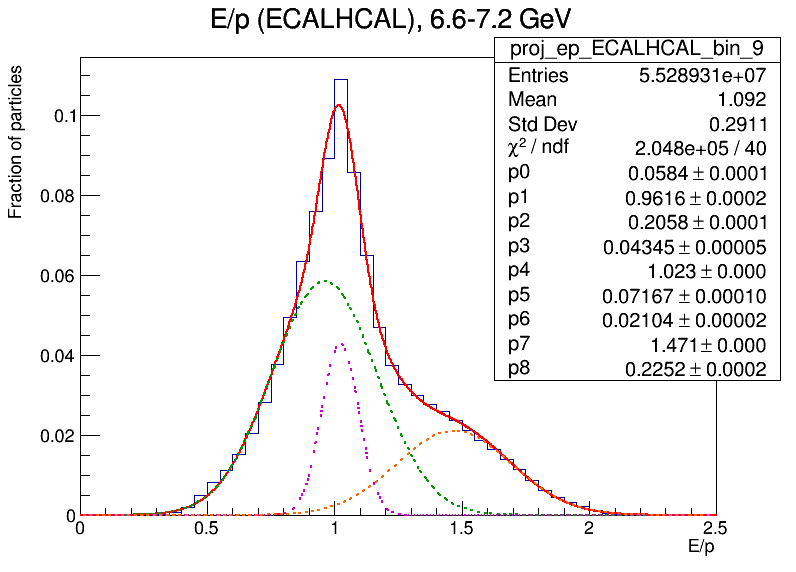 E/p (ECALHCAL), 6.6-7.2 GeV
proj_ep_ECALHCAL_bin_9
Entries 5.528931e+07
Mean 1.092
Std Dev 0.2911
χ² / ndf 2.048e+05 / 40
p0 0.0584 ± 0.0001
p1 0.9616 ± 0.0002
p2 0.2058 ± 0.0001
p3 0.04345 ± 0.00005
p4 1.023 ± 0.000
p5 0.07167 ± 0.00010
p6 0.02104 ± 0.00002
p7 1.471 ± 0.000
p8 0.2252 ± 0.0002
Fraction of particles
0.1
0.08
0.06
0.04
0.02
0
0 0.5 1 1.5 2 2.5
E/p